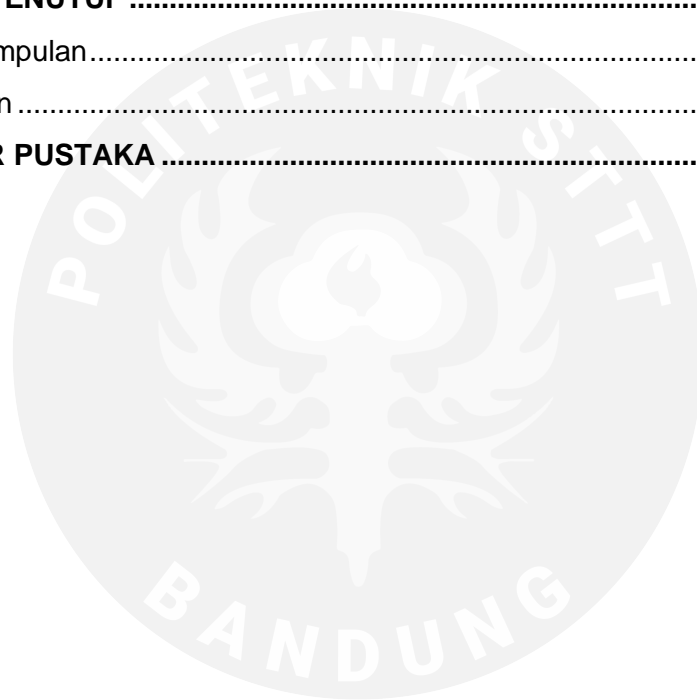 ENUTUP ........................................................................
mpulan.............................................................................
n ......................................................................................
R PUSTAKA ....................................................................
POLITEKNIK STTT
BANDUNG